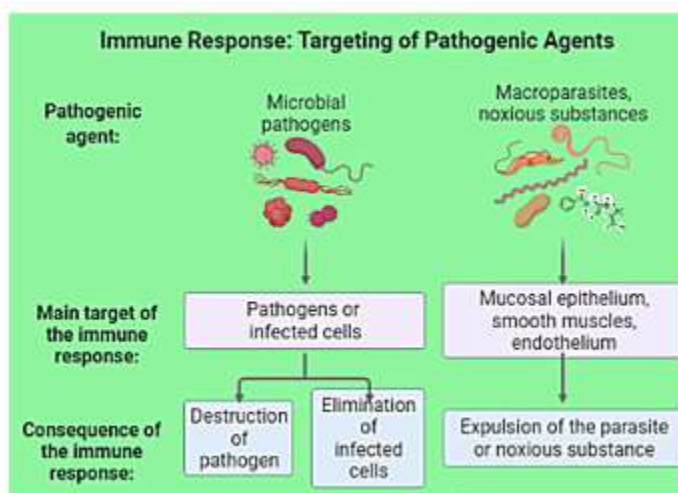 Immune Response: Targeting of Pathogenic Agents
Pathogenic
agent:
Microbial
pathogens
Macroparasites,
noxious substances
Main target of
the immune
response:
Pathogens or
infected cells
Mucosal epithelium,
smooth muscles,
endothelium
Consequence of
the immune
response:
Destruction
of
pathogen
Elimination
of
infected
cells
Expulsion of the parasite
or noxious substance